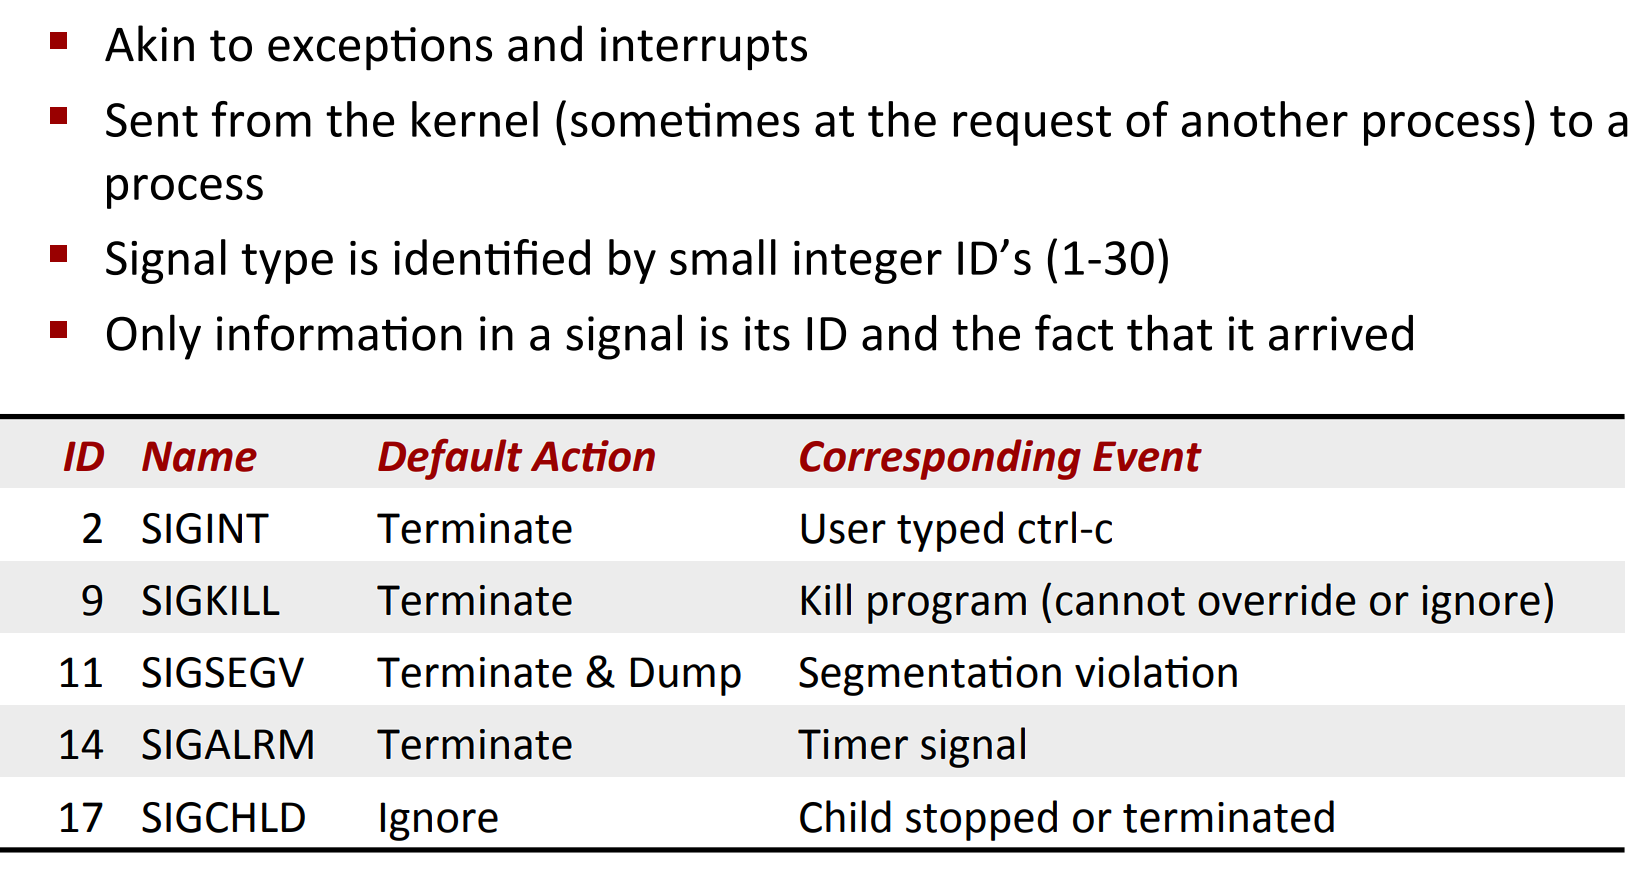 Akin to exceptions and interrupts
Sent from the kernel (sometimes at the request of another process) to a
process
Signal type is identified by small integer ID’s (1-30)
Only information in a signal is its ID and the fact that it arrived
ID Name Default Action Corresponding Event
2 SIGINT Terminate User typed ctrl-c
9 SIGKILL Terminate Kill program (cannot override or ignore)
11 SIGSEGV Terminate & Dump Segmentation violation
14 SIGALRM Terminate Timer signal
17 SIGCHLD Ignore Child stopped or terminated